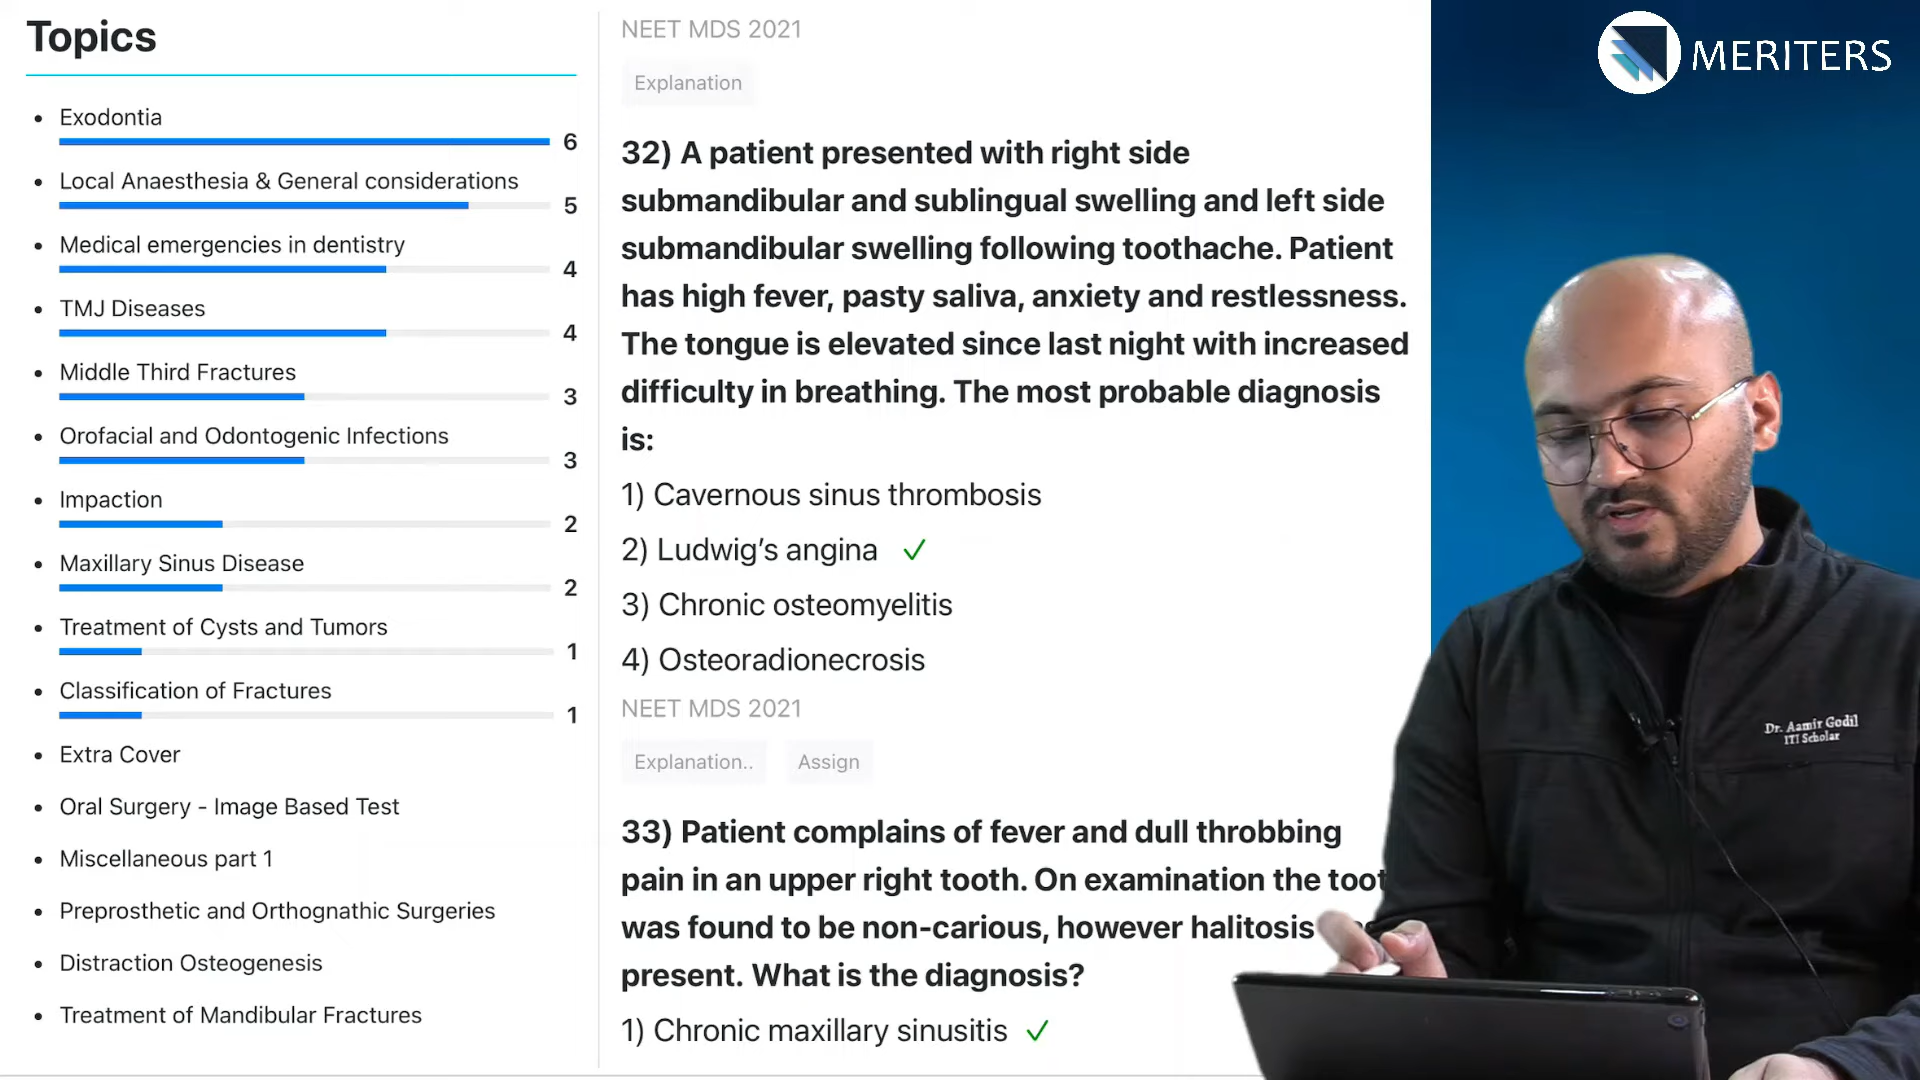 Topics
Exodontia
6
Local Anaesthesia & General considerations
5
Medical emergencies in dentistry
4
TMJ Diseases
4
Middle Third Fractures
3
Orofacial and Odontogenic Infections
3
Impaction
2
Maxillary Sinus Disease
2
Treatment of Cysts and Tumors
1
Classification of Fractures
1
Extra Cover
Oral Surgery - Image Based Test
Miscellaneous part 1
Preprosthetic and Orthognathic Surgeries
Distraction Osteogenesis
Treatment of Mandibular Fractures
NEET MDS 2021
Explanation
32) A patient presented with right side
submandibular and sublingual swelling and left side
submandibular swelling following toothache. Patient
has high fever, pasty saliva, anxiety and restlessness.
The tongue is elevated since last night with increased
difficulty in breathing. The most probable diagnosis
is:
1) Cavernous sinus thrombosis
2) Ludwig's angina ✓
3) Chronic osteomyelitis
4) Osteoradionecrosis
NEET MDS 2021
Explanation..
Assign
33) Patient complains of fever and dull throbbing
pain in an upper right tooth. On examination the toot
was found to be non-carious, however halitosis
present. What is the diagnosis?
1) Chronic maxillary sinusitis ✓
MERITERS
Dr. Aamir Godil
ITI Scholar